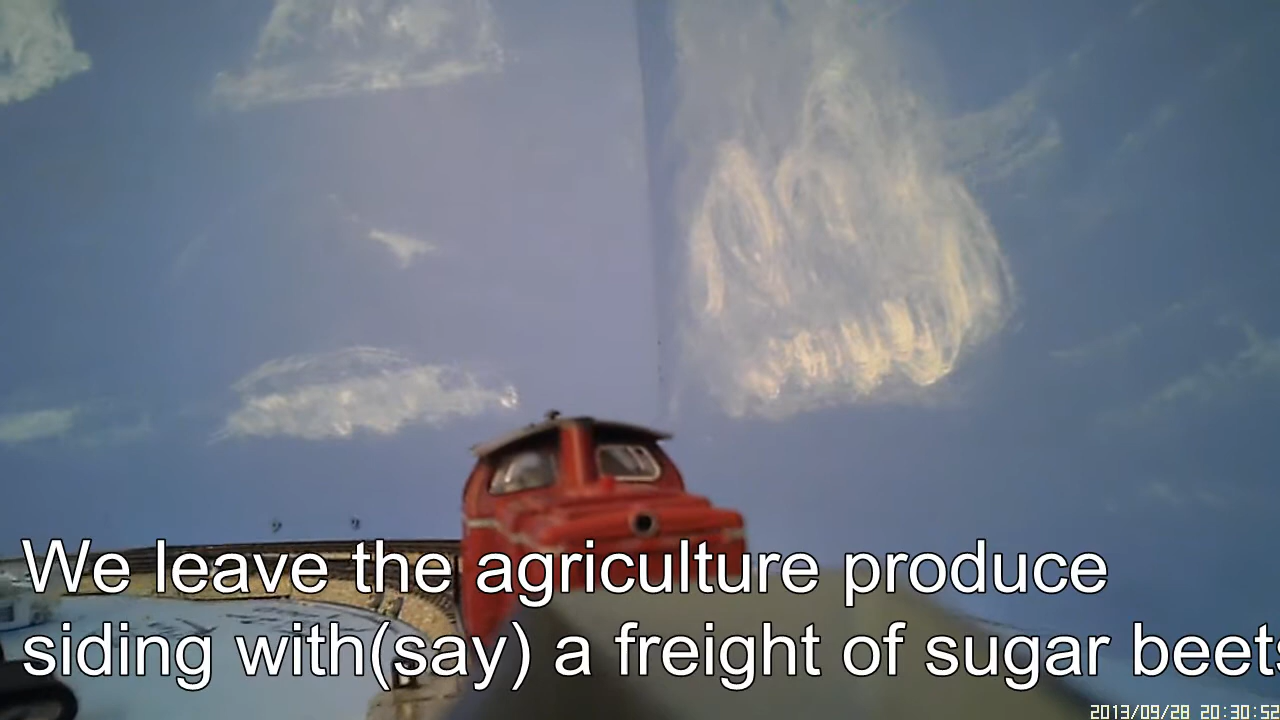 We leave the agriculture produce
siding with(say) a freight of sugar beets
2013/09/28 20:30:52